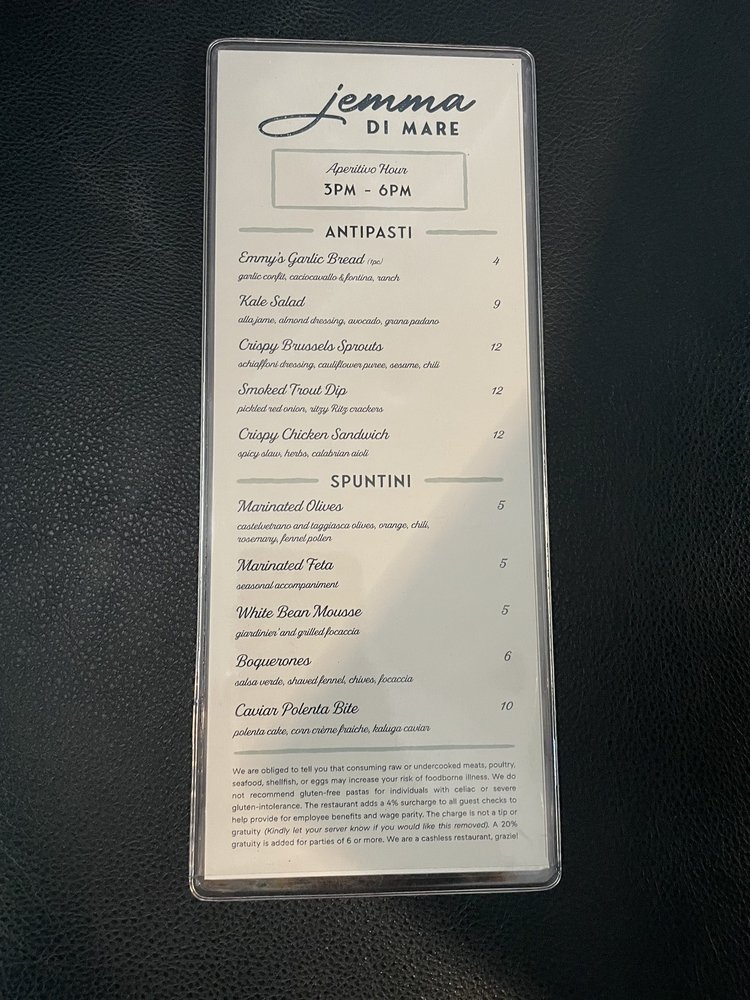 jemma
DI MARE
Aperitivo Hour
3PM - 6PM
ANTIPASTI
Emmy's Garlic Bread (1pc) 4
garlic confit, caciocavallo & fontina, ranch
Kale Salad 9
alla jame, almond dressing, avocado, grana padano
Crispy Brussels Sprouts 12
schiaffoni dressing, cauliflower puree, sesame, chili
Smoked Trout Dip 12
pickled red onion, ritzy Ritz crackers
Crispy Chicken Sandwich 12
spicy slaw, herbs, calabrian aioli
SPUNTINI
Marinated Olives 5
castelvetrano and taggiasca olives, orange, chili,
rosemary, fennel pollen
Marinated Feta 5
seasonal accompaniment
White Bean Mousse 5
giardinier' and grilled focaccia
Boquerones 6
salsa verde, shaved fennel, chives, focaccia
Caviar Polenta Bite 10
polenta cake, corn crème fraiche, kaluga caviar
We are obliged to tell you that consuming raw or undercooked meats, poultry,
seafood, shellfish, or eggs may increase your risk of foodborne illness. We do
not recommend gluten-free pastas for individuals with celiac or severe
gluten-intolerance. The restaurant adds a 4% surcharge to all guest checks to
help provide for employee benefits and wage parity. The charge is not a tip or
gratuity (Kindly let your server know if you would like this removed). A 20%
gratuity is added for parties of 6 or more. We are a cashless restaurant, grazie!